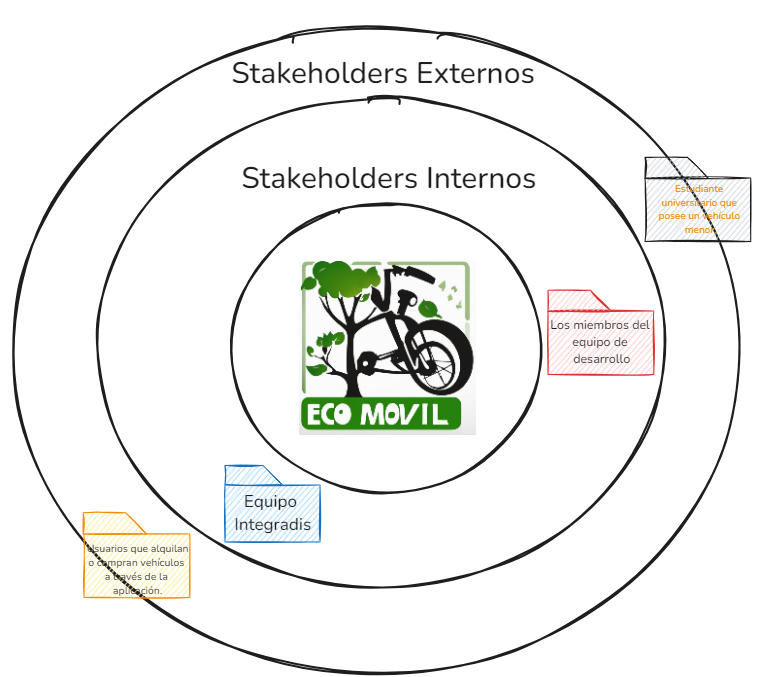 Stakeholders Externos
Stakeholders Internos
Estudiante
universitario que
posee un vehículo
menor.
Los miembros del
equipo de
desarrollo
ECO MOVIL
Equipo
Integradis
Usuarios que alquilan
o compran vehículos
a través de la
aplicación.